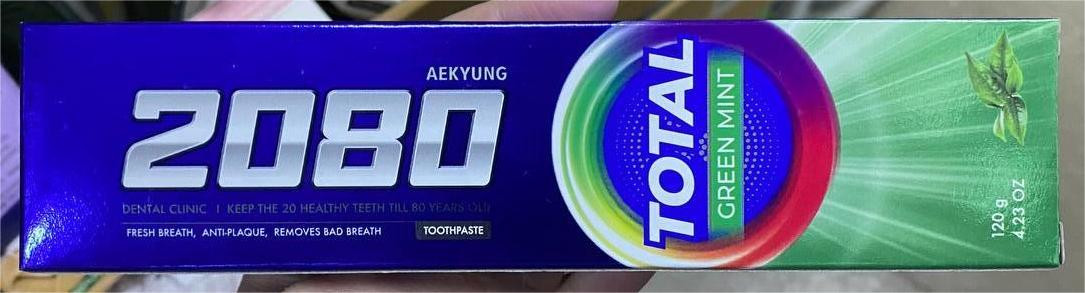 AEKYUNG
2080
DENTAL CLINIC | KEEP THE 20 HEALTHY TEETH TILL 80 YEARS OLD
FRESH BREATH, ANTI-PLAQUE, REMOVES BAD BREATH
TOOTHPASTE
TOTAL
GREEN MINT
120 g
4.23 OZ